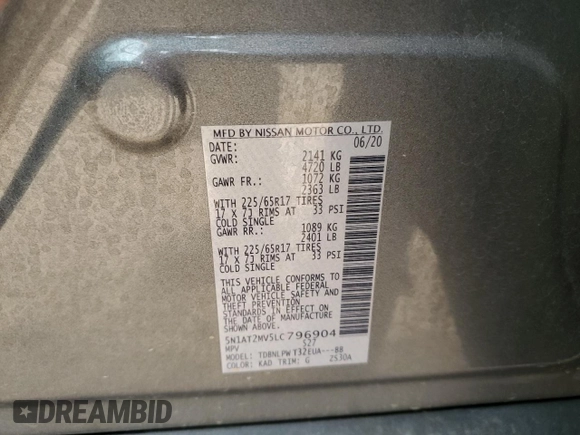 MFD BY NISSAN MOTOR CO., LTD.
DATE: 06/20
GVWR: 2141 KG
4720 LB
GAWR FR.: 1072 KG
2363 LB
WITH 225/65R17 TIRES
17 X 7J RIMS AT 33 PSI
COLD SINGLE
GAWR RR.: 1089 KG
2401 LB
WITH 225/65R17 TIRES
17 X 7J RIMS AT 33 PSI
COLD SINGLE
THIS VEHICLE CONFORMS TO
ALL APPLICABLE FEDERAL
MOTOR VEHICLE SAFETY AND
THEFT PREVENTION
STANDARDS IN EFFECT ON
THE DATE OF MANUFACTURE
SHOWN ABOVE.
5N1AT2MV5LC796904
MPV S27
MODEL: TDBNLPWT32EUA---BB
COLOR: KAD TRIM: G 2S30A
DREAMBID